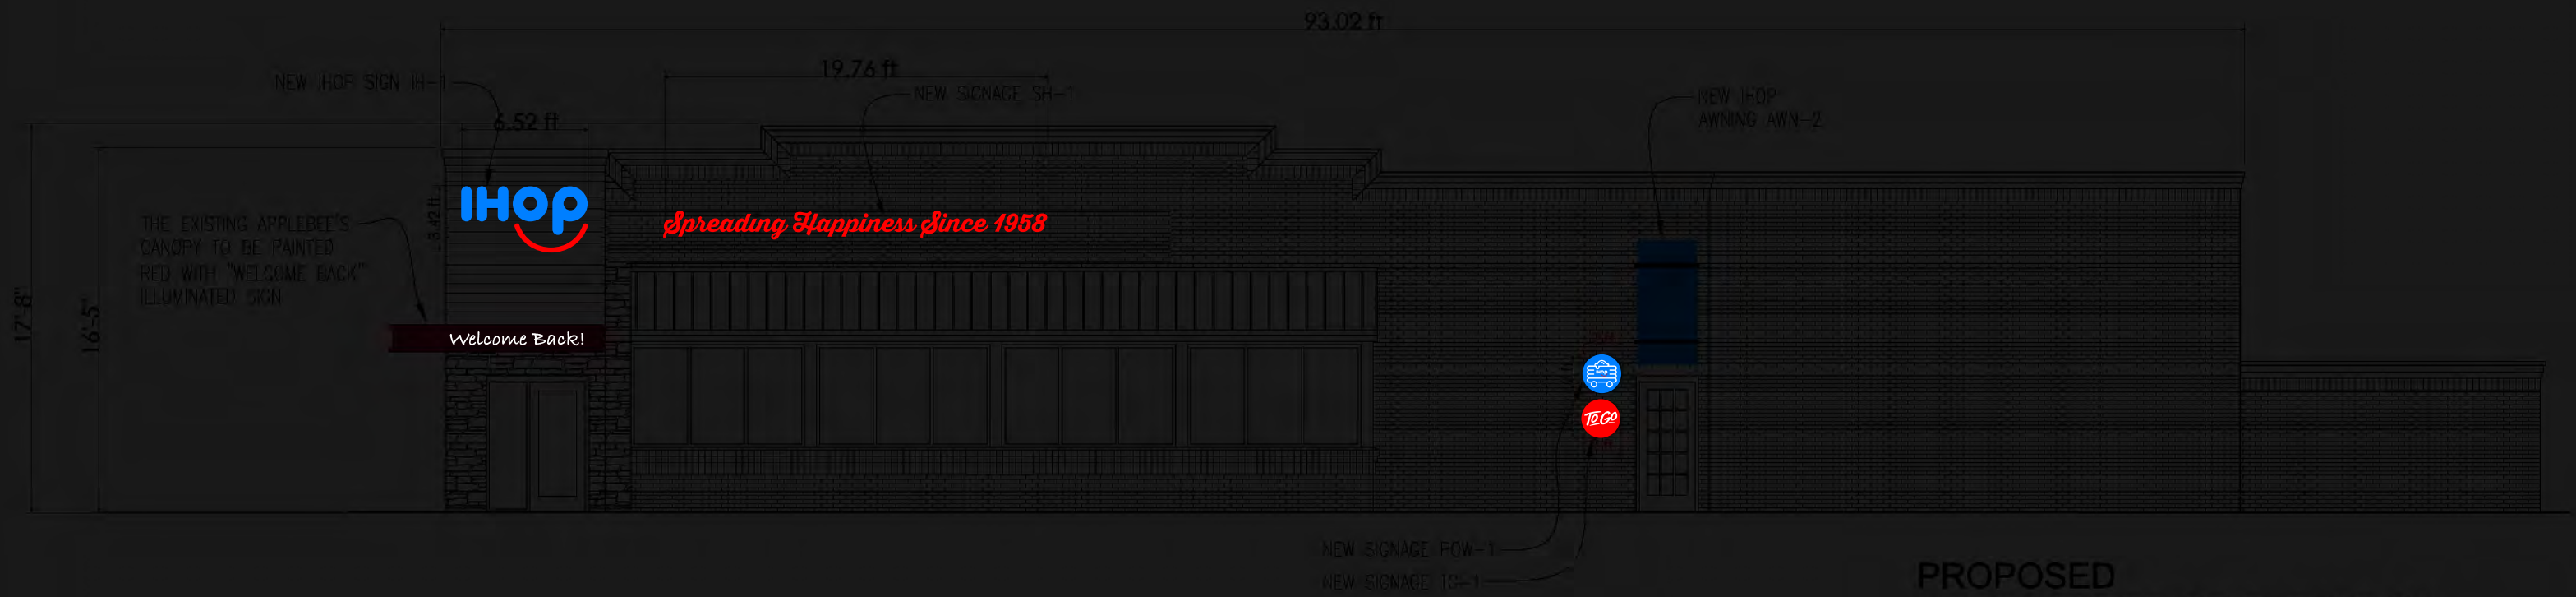 93.02 ft
19.76 ft
NEW IHOP SIGN IH-1
NEW SIGNAGE SH-1
NEW IHOP
AWNING AWN-2
6.52 ft
3.42 ft
IHOP
Spreading Happiness Since 1958
THE EXISTING APPLEBEE'S
CANOPY TO BE PAINTED
RED WITH "WELCOME BACK"
ILLUMINATED SIGN
17'-8"
16'-5"
Welcome Back!
IHOP
TO GO
NEW SIGNAGE POW-1
NEW SIGNAGE TG-1
PROPOSED